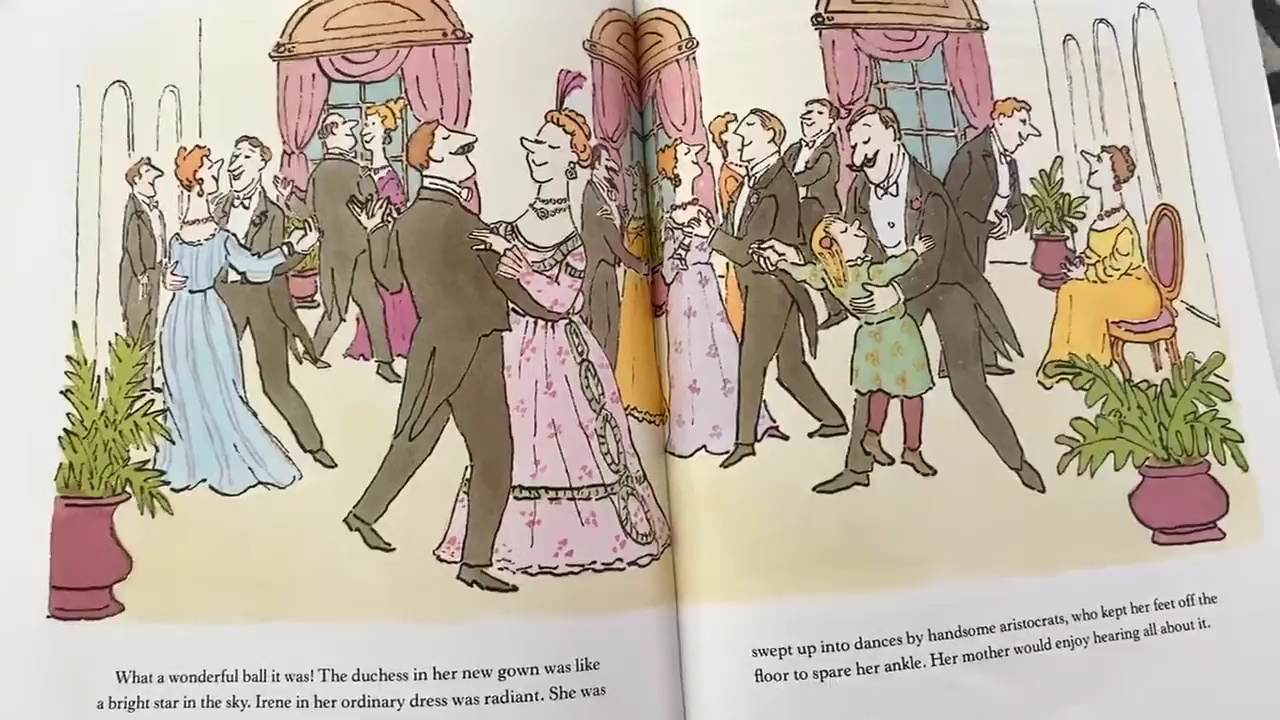 What a wonderful ball it was! The duchess in her new gown was like
a bright star in the sky. Irene in her ordinary dress was radiant. She was
swept up into dances by handsome aristocrats, who kept her feet off the
floor to spare her ankle. Her mother would enjoy hearing all about it.